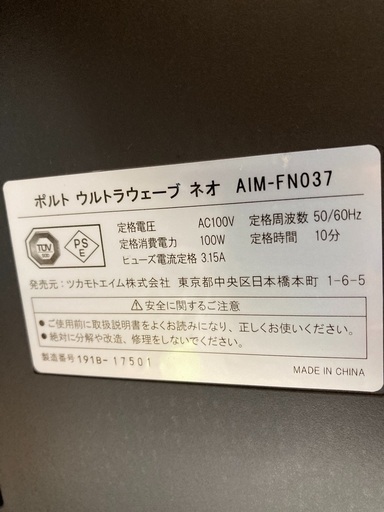 ポルト ウルトラウェーブ ネオ AIM-FN037
TÜV
PS
E
定格電圧 AC100V 定格周波数 50/60Hz
定格消費電力 100W 定格時間 10分
ヒューズ電流定格 3.15A
発売元：ツカモトエイム株式会社 東京都中央区日本橋本町 1-6-5
⚠安全に関するご注意
●ご使用前に取扱説明書をよくお読みになり、正しくお使いください。
●絶対に分解や改造、修理をしないでください。
製造番号 191B-17501
MADE IN CHINA